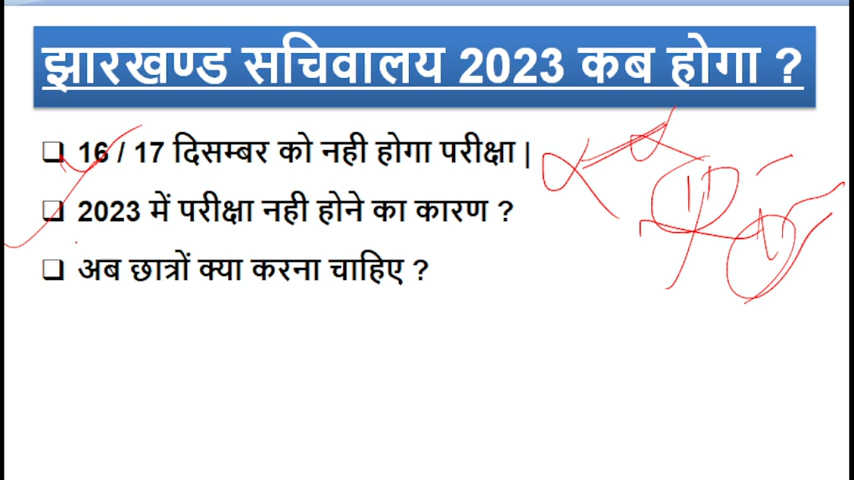 झारखण्ड सचिवालय 2023 कब होगा ?
16 / 17 दिसम्बर को नही होगा परीक्षा |
2023 में परीक्षा नही होने का कारण ?
अब छात्रों क्या करना चाहिए ?